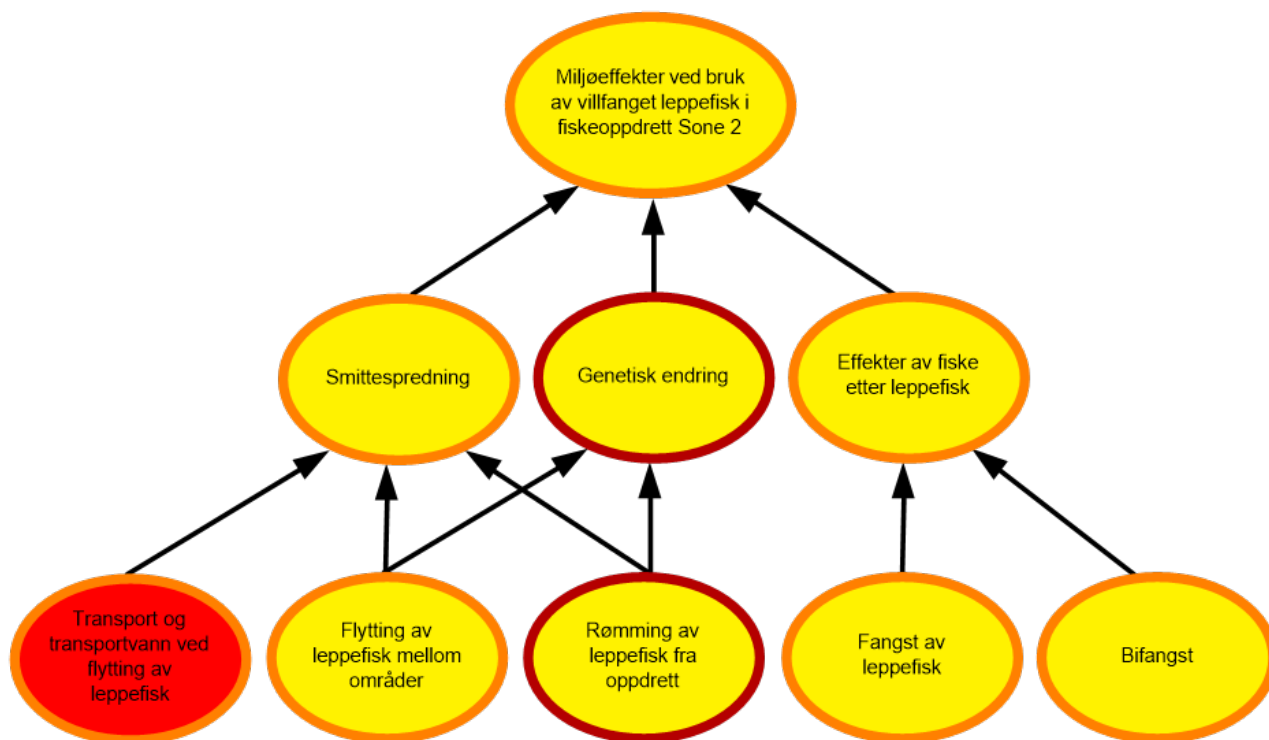 Miljøeffekter ved bruk
av villfanget leppefisk i
fiskeoppdrett Sone 2
Smittespredning
Genetisk endring
Effekter av fiske
etter leppefisk
Transport og
transportvann ved
flytting av
leppefisk
Flytting av
leppefisk mellom
områder
Rømming av
leppefisk fra
oppdrett
Fangst av
leppefisk
Bifangst